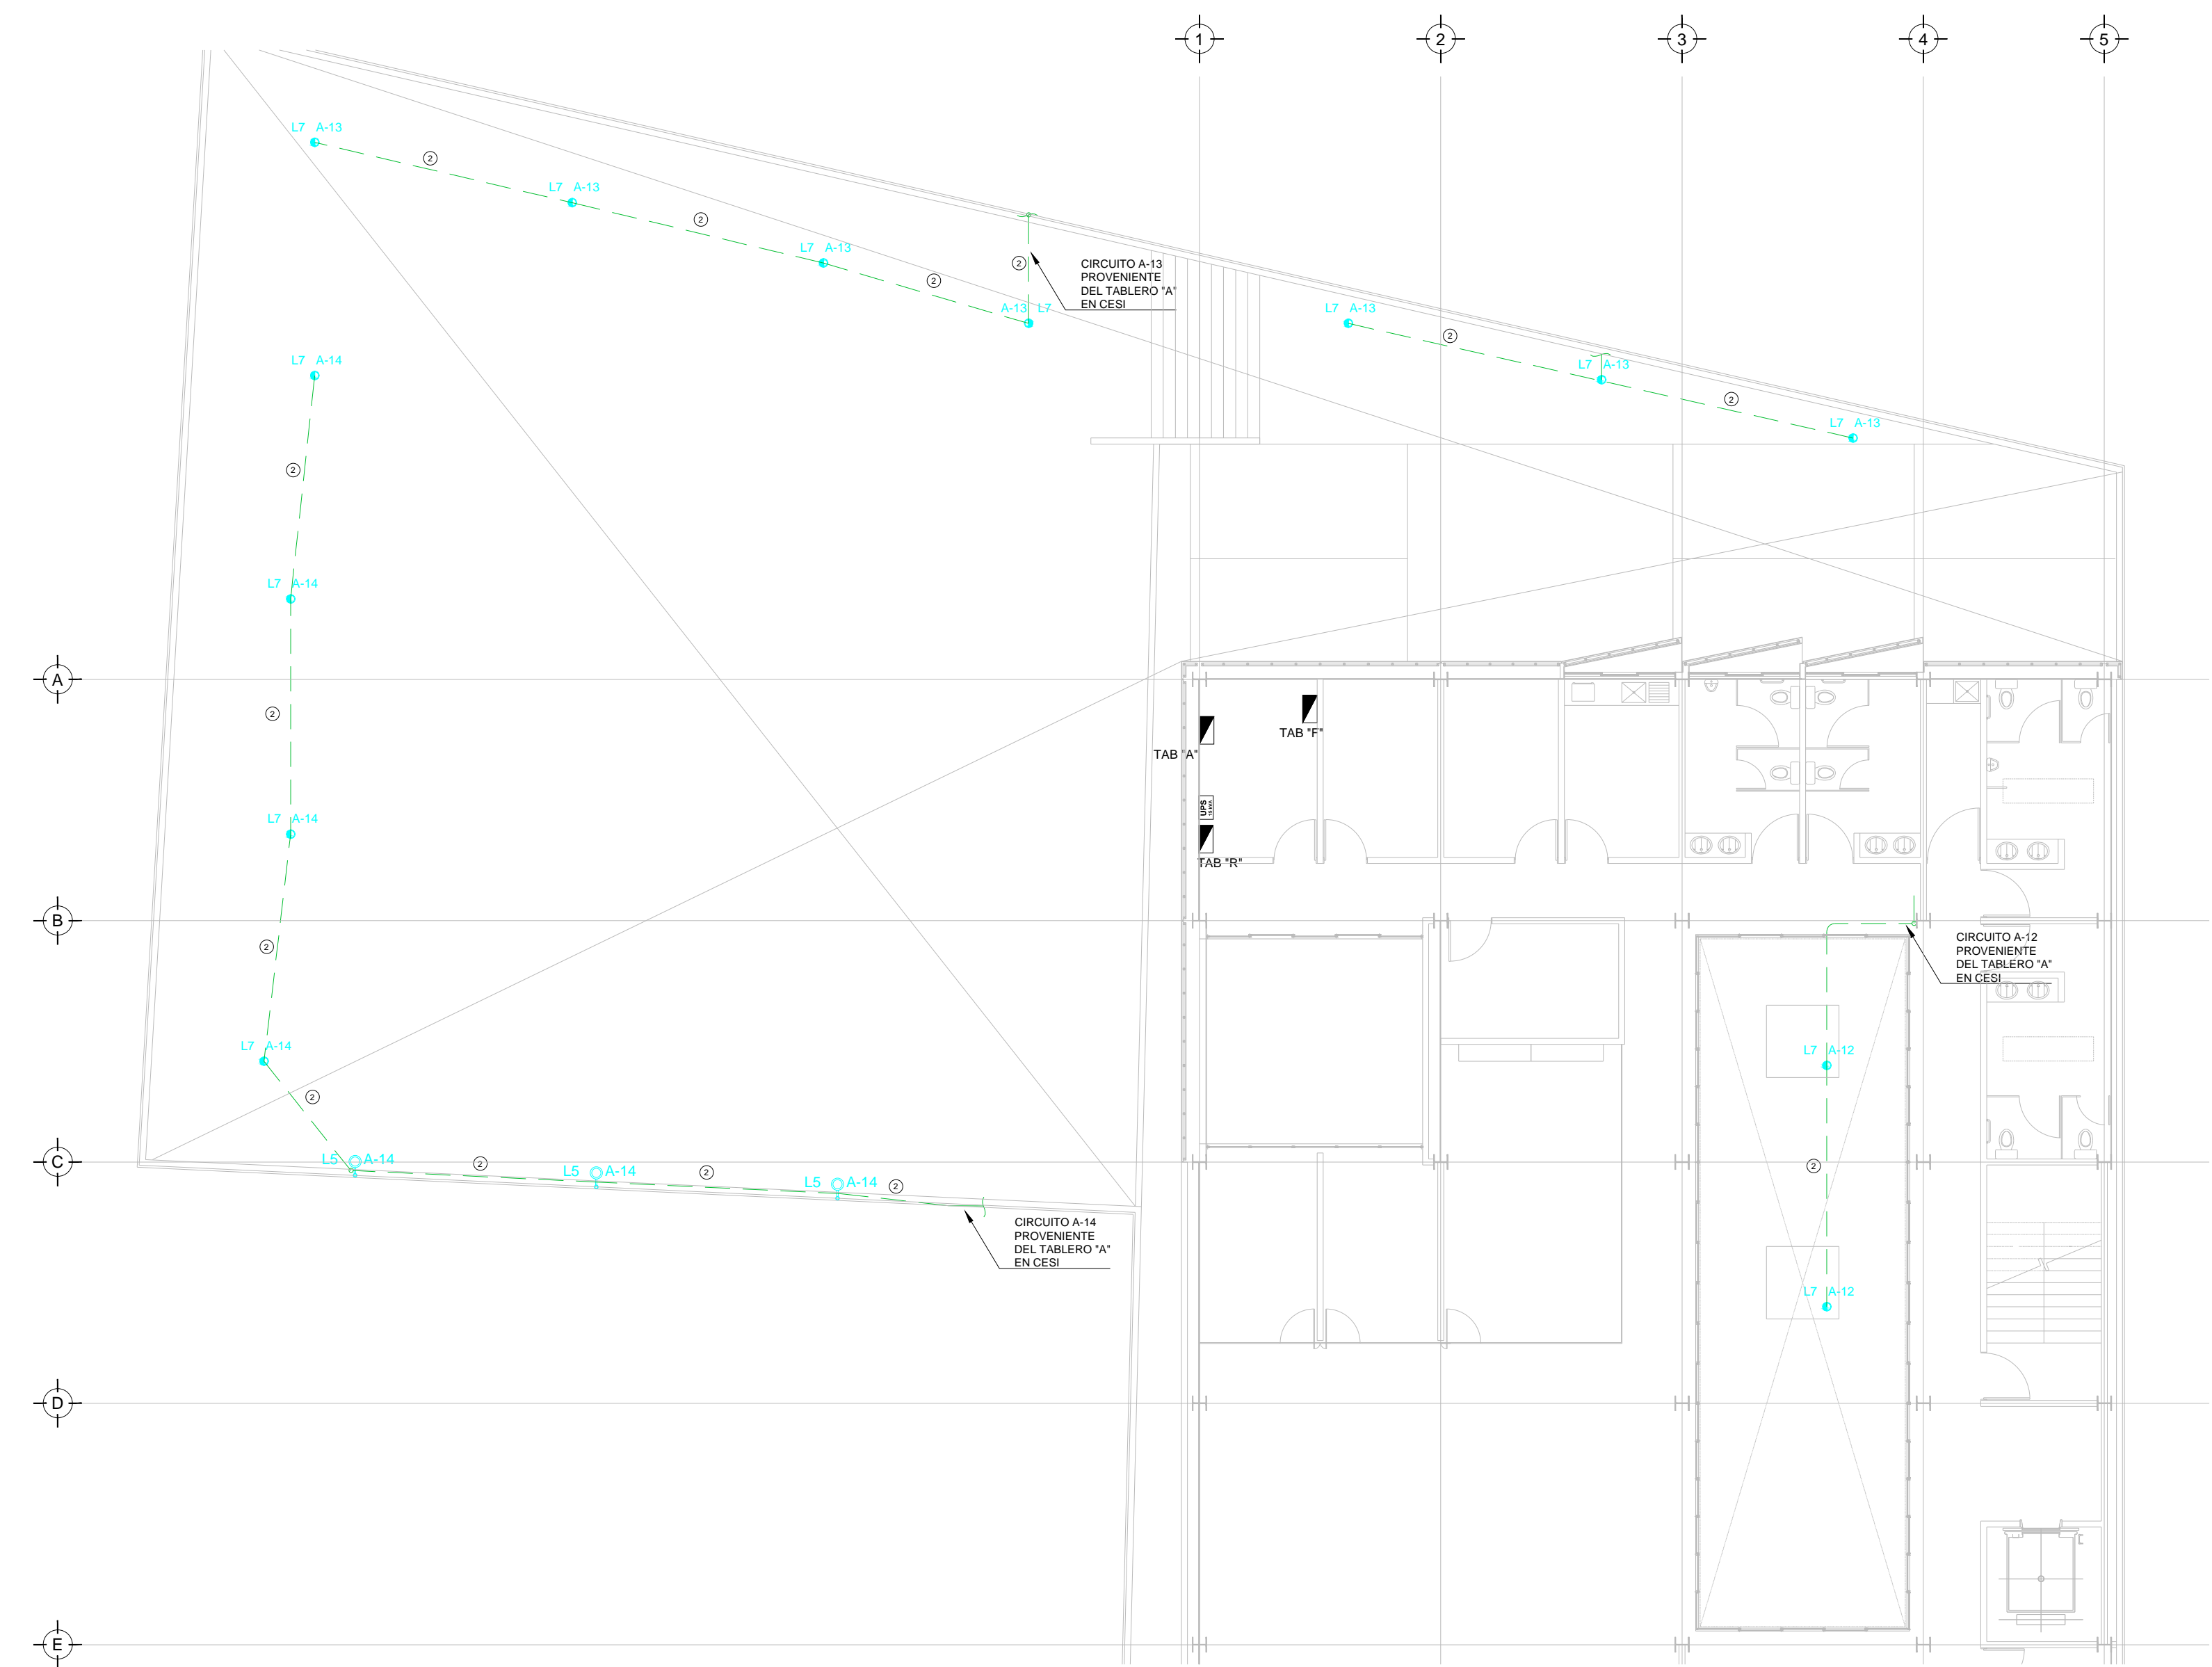 1
2
3
4
5
L7 A-13
2
L7 A-13
2
L7 A-13
2
2
A-13 L7
CIRCUITO A-13
PROVENIENTE
DEL TABLERO "A"
EN CESI
L7 A-13
2
L7 A-13
2
L7 A-13
L7 A-14
2
L7 A-14
A
2
TAB "F"
TAB "A"
UPS
15 kVA
TAB "R"
L7 A-14
B
2
CIRCUITO A-12
PROVENIENTE
DEL TABLERO "A"
EN CESI
L7 A-14
L7 A-12
2
C
L5 A-14
2
L5 A-14
2
L5 A-14
2
2
CIRCUITO A-14
PROVENIENTE
DEL TABLERO "A"
EN CESI
L7 A-12
D
E